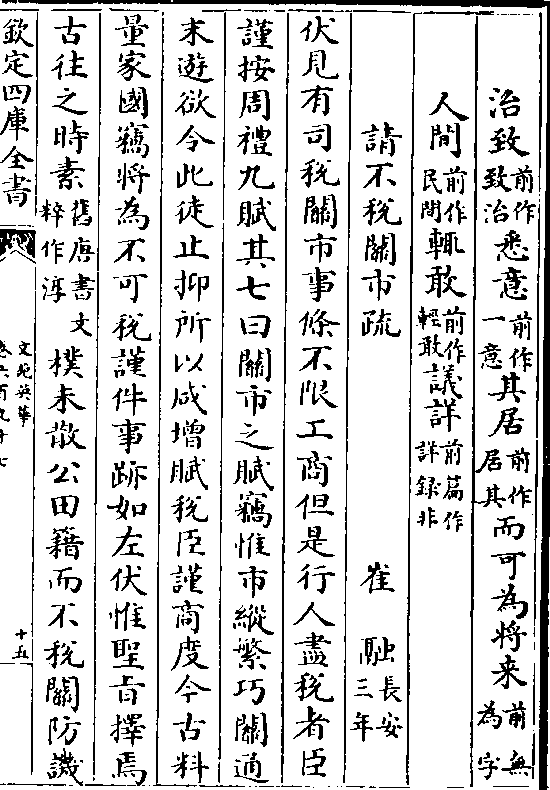 治致前作致治悉意前作一意其居前作居其而可為將来前無為字
人間前作民間輒敢前作輕敢議詳前篇作詳録非
請不税關市疏　崔融長安三年
伏見有司税關市事條不限工商但是行人盡税者臣
謹按周禮九賦其七曰關市之賦竊惟市縱繁巧關通
末遊欲令此徒止抑所以咸增賦税臣謹商度今古料
量家國竊將為不可税謹件事跡如左伏惟聖旨擇焉
古往之時素舊唐書文粹作淳樸未散公田籍而不税關防譏
欽定四庫全書
文苑英華
卷六百九十七
十五